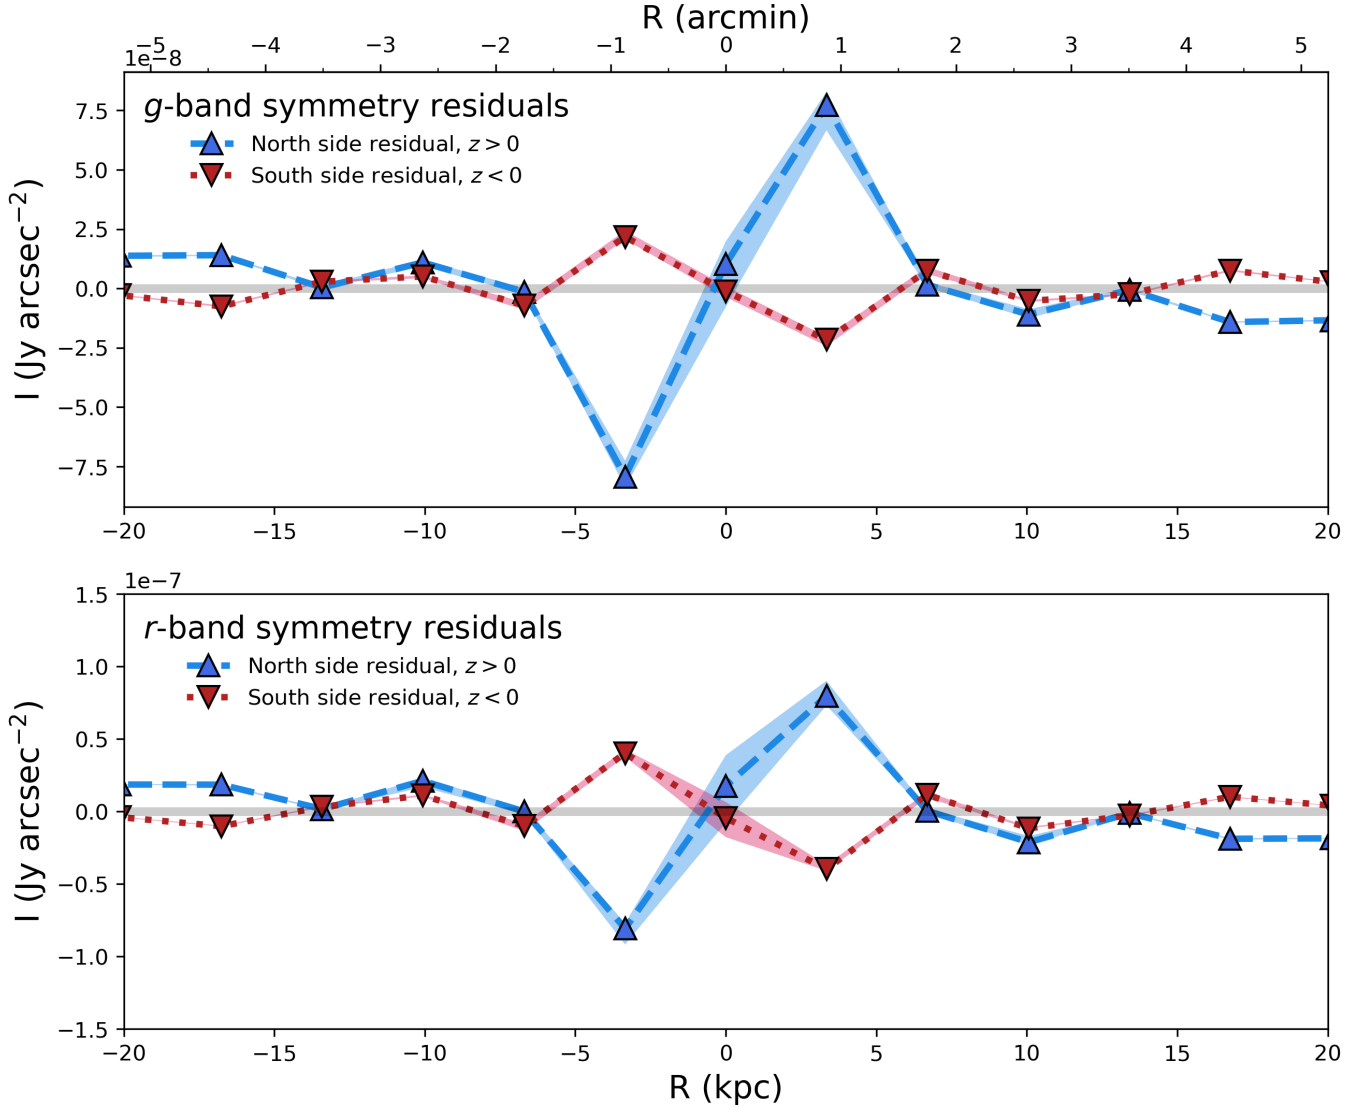 R (arcmin)
−5 −4 −3 −2 −1 0 1 2 3 4 5
1e−8
g-band symmetry residuals
North side residual, z > 0
South side residual, z < 0
I (Jy arcsec−2)
7.5
5.0
2.5
0.0
−2.5
−5.0
−7.5
−20 −15 −10 −5 0 5 10 15 20
1e−7
r-band symmetry residuals
North side residual, z > 0
South side residual, z < 0
I (Jy arcsec−2)
1.5
1.0
0.5
0.0
−0.5
−1.0
−1.5
−20 −15 −10 −5 0 5 10 15 20
R (kpc)